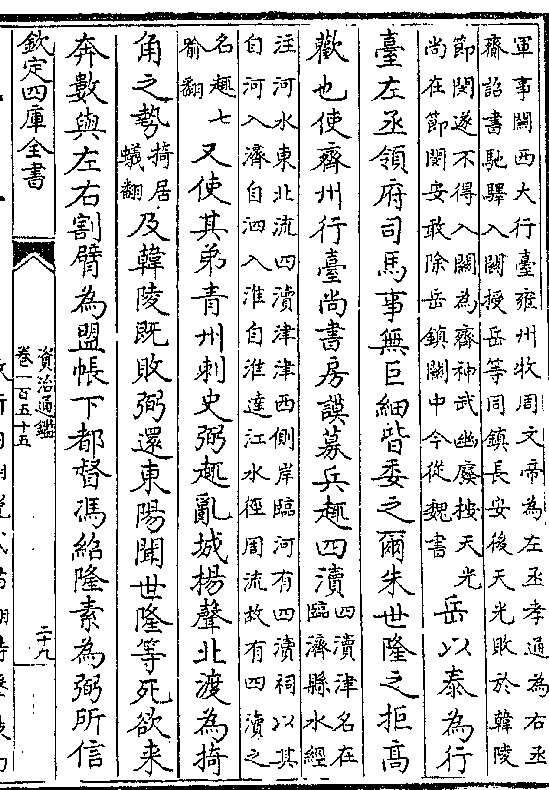 軍事關西大行臺雍州牧周文帝為左丞孝通為右丞
齎詔書馳驛入關授岳等同鎮長安後天光敗於韓陵
節閔遂不得入關為齊神武幽廢按天光
尚在節閔安敢除岳鎮關中今從魏書
岳以泰為行
臺左丞領府司馬事無巨細皆委之爾朱世隆之拒高
歡也使齊州行臺尚書房謨募兵趣四瀆
四瀆津名在
臨濟縣水經
注河水東北流四瀆津津西側岸臨河有四瀆祠以其
自河入濟自泗入淮自淮達江水徑周流故有四瀆之
名趣七
喻翻
又使其弟青州刺史弼趣亂城揚聲北渡為掎
角之勢
掎居
蟻翻
及韓陵既敗弼還東陽聞世隆等死欲来
奔數與左右割臂為盟帳下都督馮紹隆素為弼所信
欽定四庫全書
資治通鑑
卷一百五十五
二十九